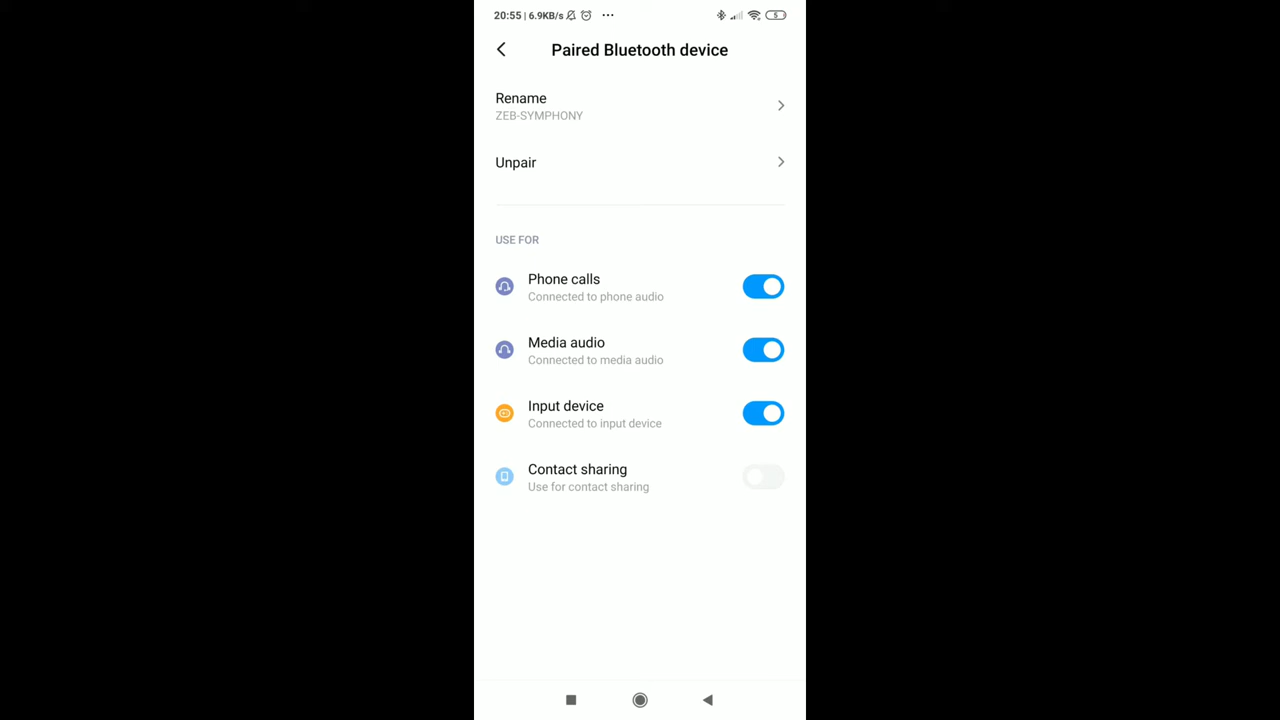 20:55 | 6.9KB/s ... 5
Paired Bluetooth device
Rename
ZEB-SYMPHONY
Unpair
USE FOR
Phone calls
Connected to phone audio
Media audio
Connected to media audio
Input device
Connected to input device
Contact sharing
Use for contact sharing